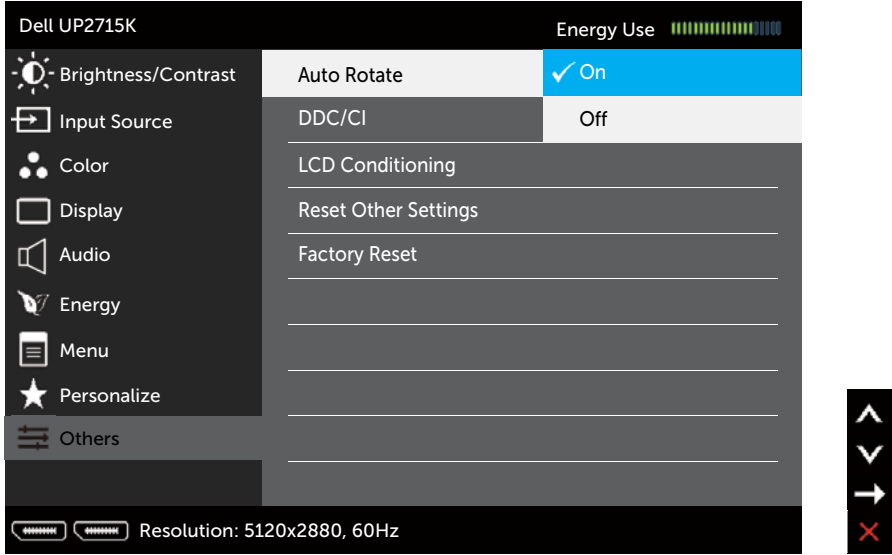 Dell UP2715K
Energy Use
Brightness/Contrast
Auto Rotate
On
Input Source
DDC/CI
Off
Color
LCD Conditioning
Display
Reset Other Settings
Audio
Factory Reset
Energy
Menu
Personalize
Others
Resolution: 5120x2880, 60Hz